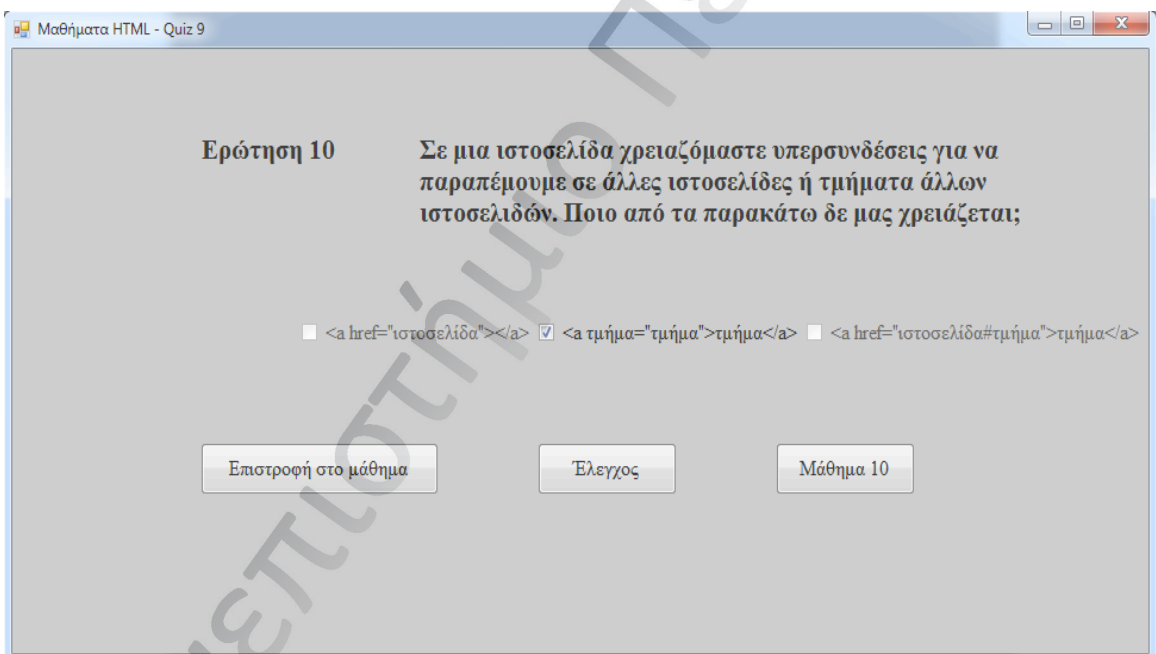 Μαθήματα HTML - Quiz 9
Ερώτηση 10
Σε μια ιστοσελίδα χρειαζόμαστε υπερσυνδέσεις για να
παραπέμουμε σε άλλες ιστοσελίδες ή τμήματα άλλων
ιστοσελιδών. Ποιο από τα παρακάτω δε μας χρειάζεται;
<a href="ιστοσελίδα"></a> <a τμήμα="τμήμα">τμήμα</a> <a href="ιστοσελίδα#τμήμα">τμήμα</a>
Επιστροφή στο μάθημα Έλεγχος Μάθημα 10